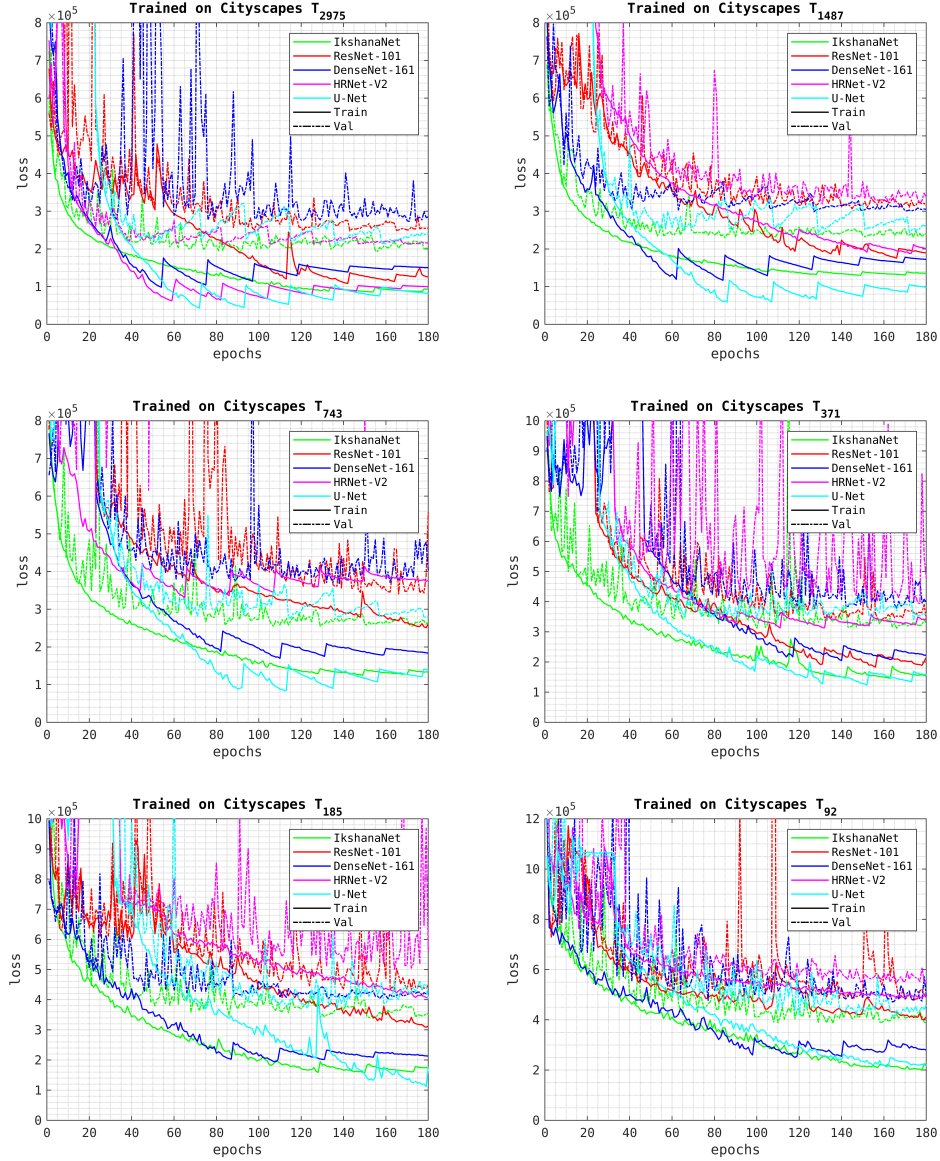 Trained on Cityscapes T2975
×10^5
8
7
6
5
4
3
2
1
0
loss
0 20 40 60 80 100 120 140 160 180
epochs
IkshanaNet
ResNet-101
DenseNet-161
HRNet-V2
U-Net
Train
Val
Trained on Cityscapes T1487
×10^5
8
7
6
5
4
3
2
1
0
loss
0 20 40 60 80 100 120 140 160 180
epochs
IkshanaNet
ResNet-101
DenseNet-161
HRNet-V2
U-Net
Train
Val
Trained on Cityscapes T743
×10^5
8
7
6
5
4
3
2
1
0
loss
0 20 40 60 80 100 120 140 160 180
epochs
IkshanaNet
ResNet-101
DenseNet-161
HRNet-V2
U-Net
Train
Val
Trained on Cityscapes T371
×10^5
10
9
8
7
6
5
4
3
2
1
0
loss
0 20 40 60 80 100 120 140 160 180
epochs
IkshanaNet
ResNet-101
DenseNet-161
HRNet-V2
U-Net
Train
Val
Trained on Cityscapes T185
×10^5
10
9
8
7
6
5
4
3
2
1
0
loss
0 20 40 60 80 100 120 140 160 180
epochs
IkshanaNet
ResNet-101
DenseNet-161
HRNet-V2
U-Net
Train
Val
Trained on Cityscapes T92
×10^5
12
10
8
6
4
2
0
loss
0 20 40 60 80 100 120 140 160 180
epochs
IkshanaNet
ResNet-101
DenseNet-161
HRNet-V2
U-Net
Train
Val